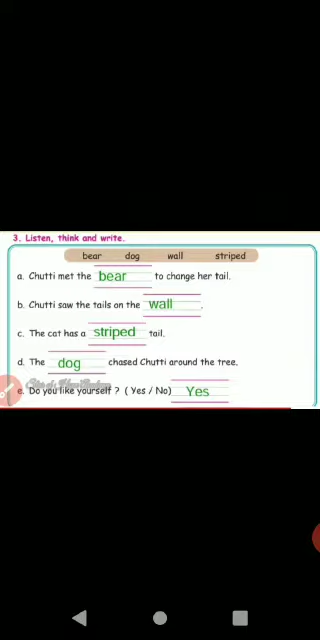 3. Listen, think and write.
bear dog wall striped
a. Chutti met the bear to change her tail.
b. Chutti saw the tails on the wall.
c. The cat has a striped tail.
d. The dog chased Chutti around the tree.
e. Do you like yourself ? ( Yes / No) Yes